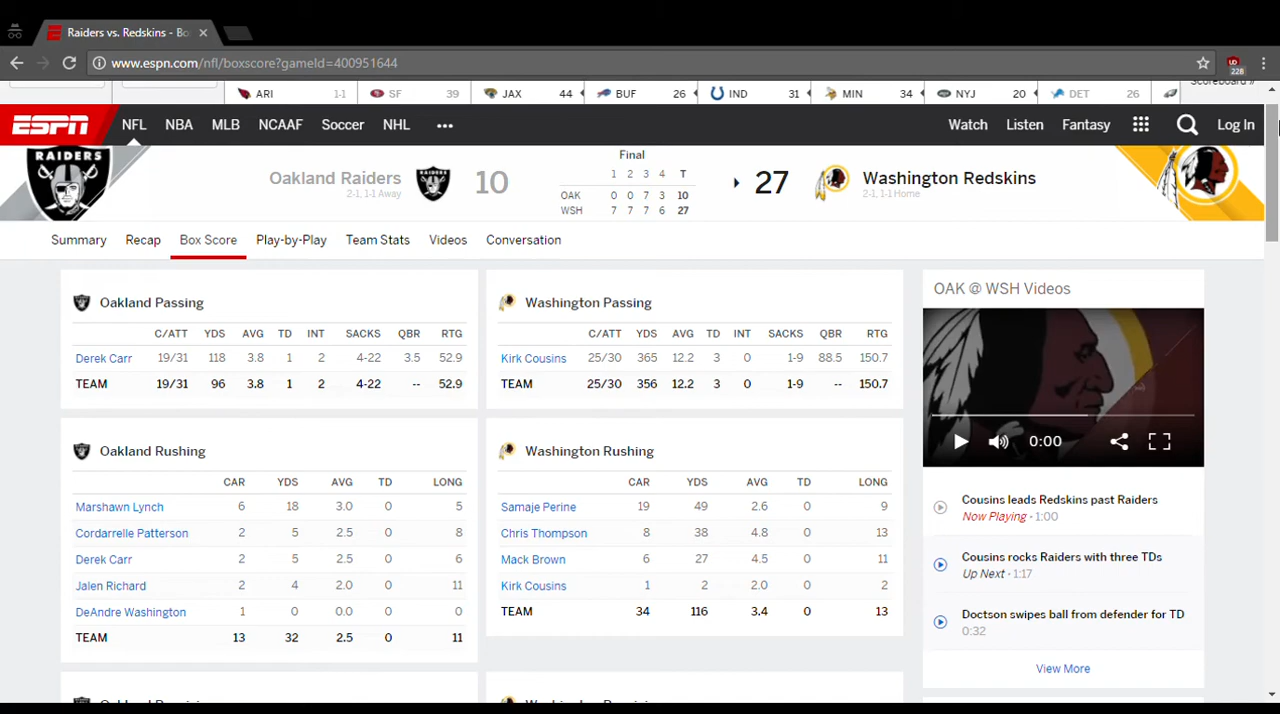 Raiders vs. Redskins - Bo
www.espn.com/nfl/boxscore?gameId=400951644
228
ARI 1-1 SF 39 JAX 44 BUF 26 IND 31 MIN 34 NYJ 20 DET 26 Scoreboard »
ESPN NFL NBA MLB NCAAF Soccer NHL ••• Watch Listen Fantasy Log In
RAIDERS
Final
Oakland Raiders 10 1 2 3 4 T 27 Washington Redskins
2-1, 1-1 Away OAK 0 0 7 3 10 2-1, 1-1 Home
WSH 7 7 7 6 27
Summary Recap Box Score Play-by-Play Team Stats Videos Conversation
Oakland Passing
C/ATT YDS AVG TD INT SACKS QBR RTG
Derek Carr 19/31 118 3.8 1 2 4-22 3.5 52.9
TEAM 19/31 96 3.8 1 2 4-22 -- 52.9
Washington Passing
C/ATT YDS AVG TD INT SACKS QBR RTG
Kirk Cousins 25/30 365 12.2 3 0 1-9 88.5 150.7
TEAM 25/30 356 12.2 3 0 1-9 -- 150.7
Oakland Rushing
CAR YDS AVG TD LONG
Marshawn Lynch 6 18 3.0 0 5
Cordarrelle Patterson 2 5 2.5 0 8
Derek Carr 2 5 2.5 0 6
Jalen Richard 2 4 2.0 0 11
DeAndre Washington 1 0 0.0 0 0
TEAM 13 32 2.5 0 11
Washington Rushing
CAR YDS AVG TD LONG
Samaje Perine 19 49 2.6 0 9
Chris Thompson 8 38 4.8 0 13
Mack Brown 6 27 4.5 0 11
Kirk Cousins 1 2 2.0 0 2
TEAM 34 116 3.4 0 13
OAK @ WSH Videos
0:00
Cousins leads Redskins past Raiders
Now Playing - 1:00
Cousins rocks Raiders with three TDs
Up Next - 1:17
Doctson swipes ball from defender for TD
0:32
View More